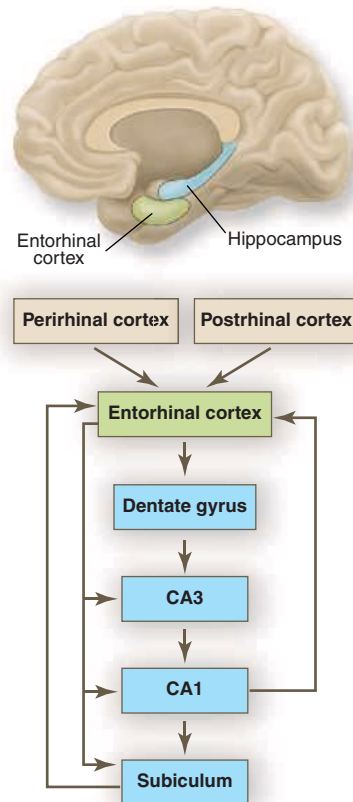 Entorhinal
cortex
Hippocampus
Perirhinal cortex
Postrhinal cortex
Entorhinal cortex
Dentate gyrus
CA3
CA1
Subiculum